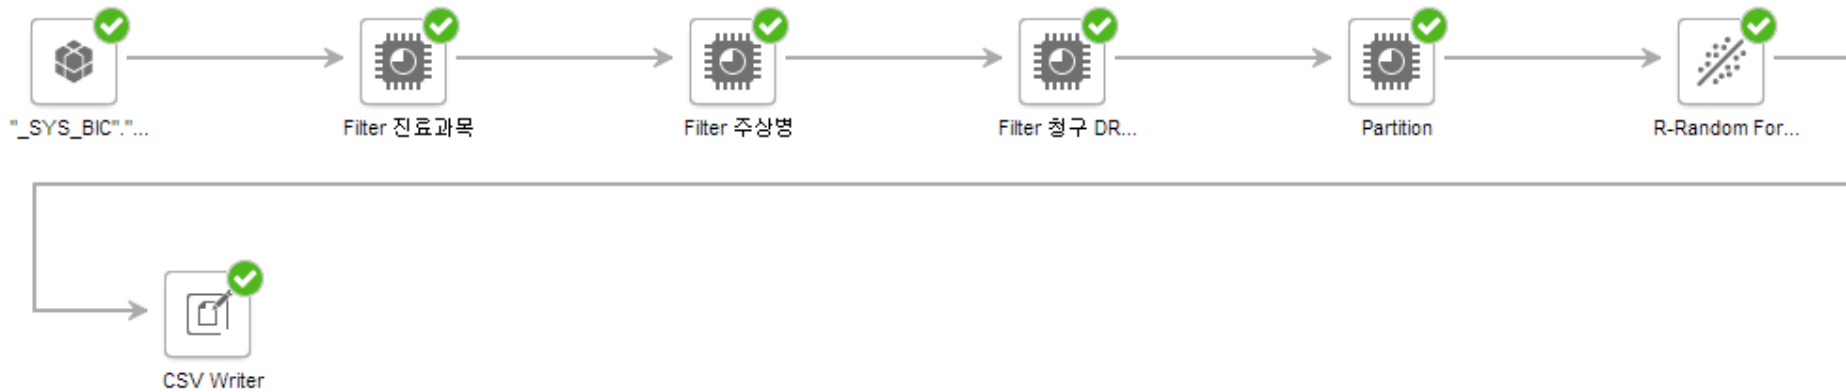 "_SYS_BIC"."...
Filter 진료과목
Filter 주상병
Filter 청구 DR...
Partition
R-Random For...
CSV Writer